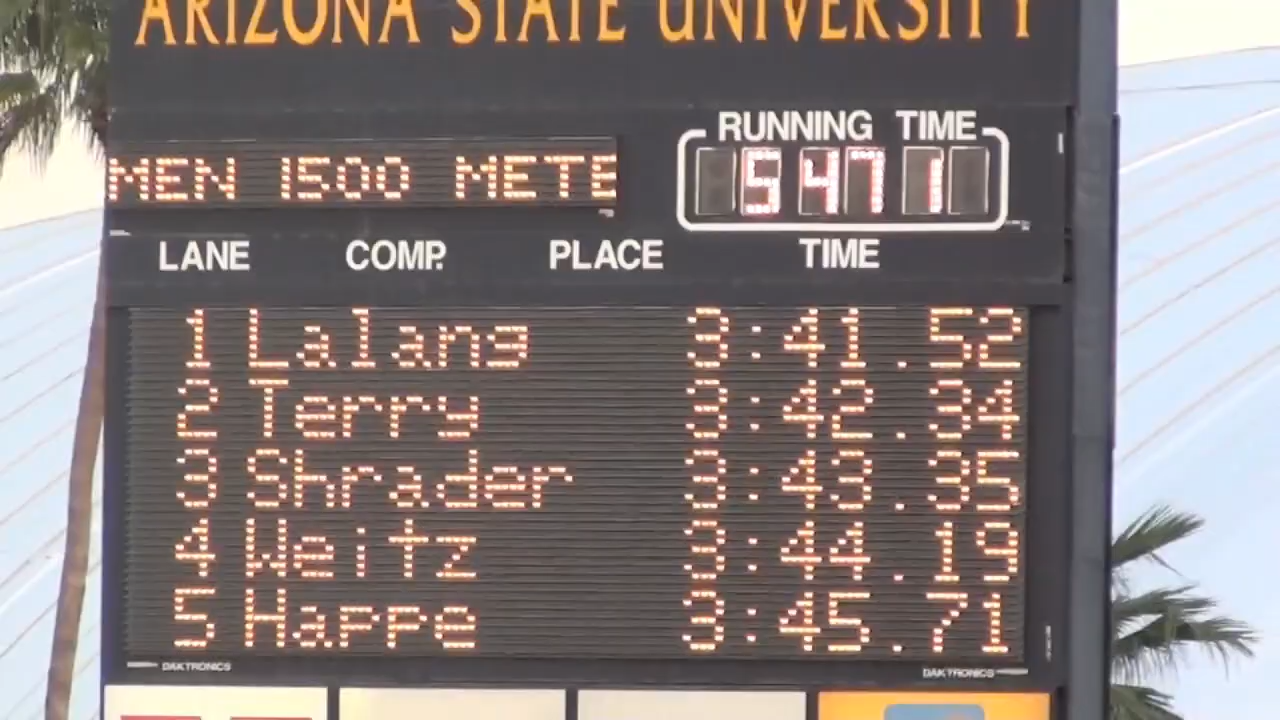 ARIZONA STATE UNIVERSITY
RUNNING TIME
MEN 1500 METE
5 47 1
LANE COMP. PLACE TIME
1 Lalang 3:41.52
2 Terry 3:42.34
3 Shrader 3:43.35
4 Weitz 3:44.19
5 Happe 3:45.71
DAKTRONICS DAKTRONICS